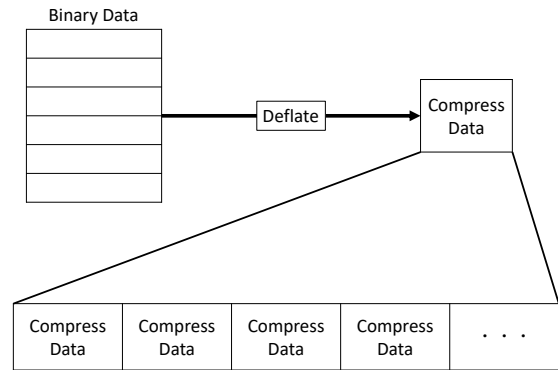 Binary Data
Deflate
Compress
Data
Compress
Data
Compress
Data
Compress
Data
Compress
Data
. . .